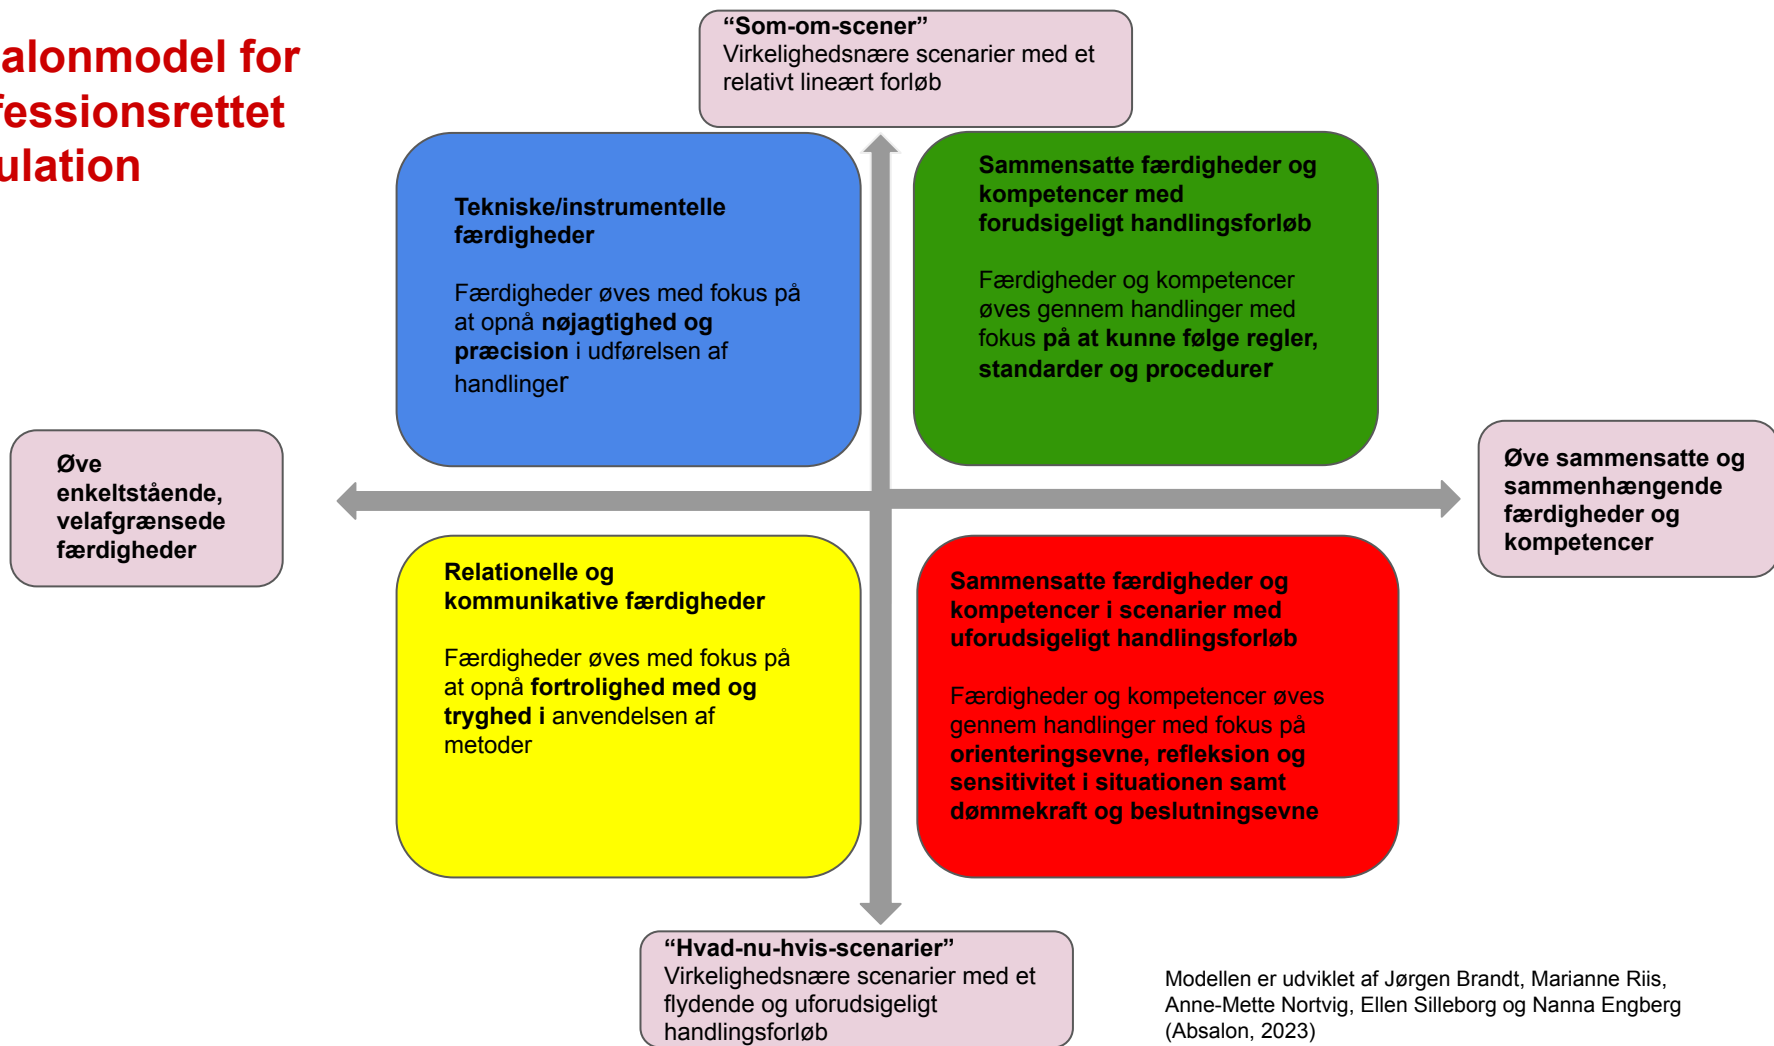 alonmodel for
fessionsrettet
ulation
“Som-om-scener”
Virkelighedsnære scenarier med et
relativt lineært forløb
Tekniske/instrumentelle
færdigheder
Færdigheder øves med fokus på
at opnå nøjagtighed og
præcision i udførelsen af
handlinger
Sammensatte færdigheder og
kompetencer med
forudsigeligt handlingsforløb
Færdigheder og kompetencer
øves gennem handlinger med
fokus på at kunne følge regler,
standarder og procedurer
Øve
enkeltstående,
velafgrænsede
færdigheder
Øve sammensatte og
sammenhængende
færdigheder og
kompetencer
Relationelle og
kommunikative færdigheder
Færdigheder øves med fokus på
at opnå fortrolighed med og
tryghed i anvendelsen af
metoder
Sammensatte færdigheder og
kompetencer i scenarier med
uforudsigeligt handlingsforløb
Færdigheder og kompetencer øves
gennem handlinger med fokus på
orienteringsevne, refleksion og
sensitivitet i situationen samt
dømmekraft og beslutningsevne
“Hvad-nu-hvis-scenarier”
Virkelighedsnære scenarier med et
flydende og uforudsigeligt
handlingsforløb
Modellen er udviklet af Jørgen Brandt, Marianne Riis,
Anne-Mette Nortvig, Ellen Silleborg og Nanna Engberg
(Absalon, 2023)